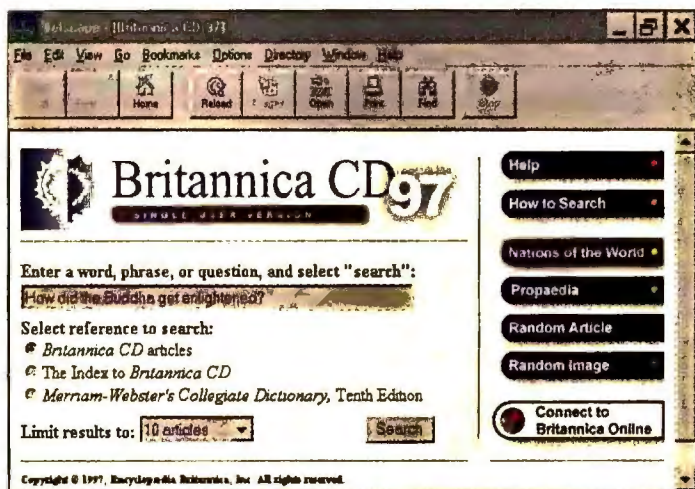 Netscape - [Britannica CD 97]
File Edit View Go Bookmarks Options Directory Window Help
Home Reload Open Print Find Stop
Britannica CD 97
SINGLE USER VERSION
Enter a word, phrase, or question, and select "search":
How did the Buddha get enlightened?
Select reference to search:
Britannica CD articles
The Index to Britannica CD
Merriam-Webster's Collegiate Dictionary, Tenth Edition
Limit results to: 10 articles Search
Copyright © 1997, Encyclopædia Britannica, Inc. All rights reserved.
Help
How to Search
Nations of the World
Propaedia
Random Article
Random Image
Connect to
Britannica Online